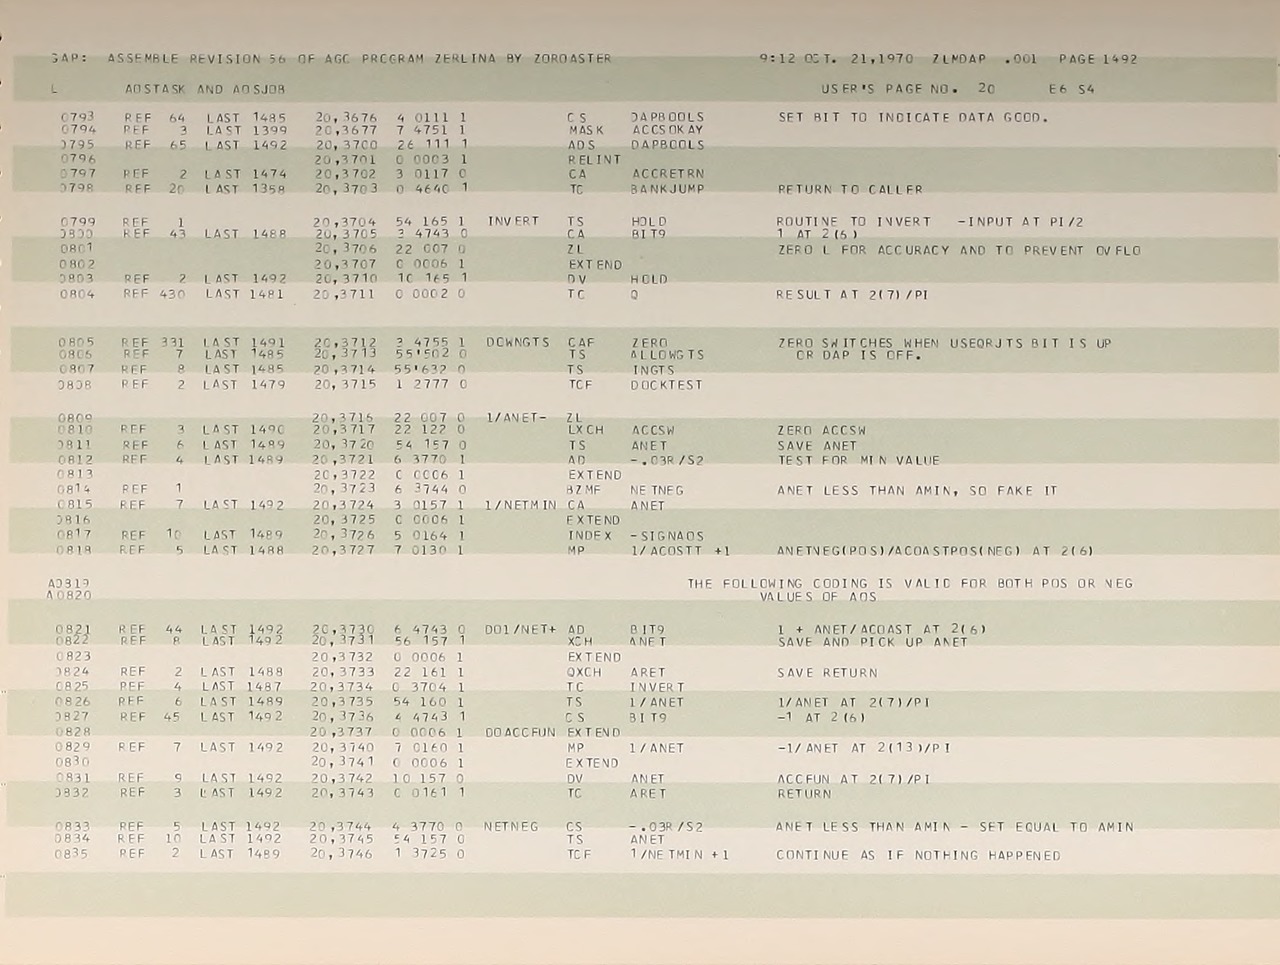 GAP: ASSEMBLE REVISION 56 OF AGC PROGRAM ZERLINA BY ZOROASTER 9:12 OCT. 21,1970 ZLMDAP .001 PAGE 1492
L AOSTASK AND AOSJOB USER'S PAGE NO. 20 E6 S4
0793 REF 64 LAST 1485 20,3676 4 0111 1 CS DAPBOOLS SET BIT TO INDICATE DATA GOOD.
0794 REF 3 LAST 1399 20,3677 7 4751 1 MASK ACCSOKAY
0795 REF 65 LAST 1492 20,3700 26 111 1 ADS DAPBOOLS
0796 20,3701 0 0003 1 RELINT
0797 REF 2 LAST 1474 20,3702 3 0117 0 CA ACCRETRN
0798 REF 20 LAST 1358 20,3703 0 4640 1 TC BANKJUMP RETURN TO CALLER
0799 REF 1 20,3704 54 165 1 INVERT TS HOLD ROUTINE TO INVERT -INPUT AT PI/2
0800 REF 43 LAST 1488 20,3705 3 4743 0 CA BIT9 1 AT 2(6)
0801 20,3706 22 007 0 ZL ZERO L FOR ACCURACY AND TO PREVENT OVFLO
0802 20,3707 0 0006 1 EXTEND
0803 REF 2 LAST 1492 20,3710 10 165 1 DV HOLD
0804 REF 430 LAST 1481 20,3711 0 0002 0 TC Q RESULT AT 2(7)/PI
0805 REF 331 LAST 1491 20,3712 3 4755 1 DOWNGTS CAF ZERO ZERO SWITCHES WHEN USEQRJTS BIT IS UP
0806 REF 7 LAST 1485 20,3713 55'502 0 TS ALLOWGTS OR DAP IS OFF.
0807 REF 8 LAST 1485 20,3714 55'632 0 TS INGTS
0808 REF 2 LAST 1479 20,3715 1 2777 0 TCF DOCKTEST
0809 20,3716 22 007 0 1/ANET- ZL
0810 REF 3 LAST 1490 20,3717 22 122 0 LXCH ACCSW ZERO ACCSW
0811 REF 6 LAST 1489 20,3720 54 157 0 TS ANET SAVE ANET
0812 REF 4 LAST 1489 20,3721 6 3770 1 AD -.03R/S2 TEST FOR MIN VALUE
0813 20,3722 0 0006 1 EXTEND
0814 REF 1 20,3723 6 3744 0 BZMF NETNEG ANET LESS THAN AMIN, SO FAKE IT
0815 REF 7 LAST 1492 20,3724 3 0157 1 1/NETMIN CA ANET
0816 20,3725 0 0006 1 EXTEND
0817 REF 10 LAST 1489 20,3726 5 0164 1 INDEX -SIGNAOS
0818 REF 5 LAST 1488 20,3727 7 0130 1 MP 1/ACOSTT +1 ANETNEG(POS)/ACOASTPOS(NEG) AT 2(6)
A0819 THE FOLLOWING CODING IS VALID FOR BOTH POS OR NEG
A0820 VALUES OF AOS
0821 REF 44 LAST 1492 20,3730 6 4743 0 DO1/NET+ AD BIT9 1 + ANET/ACOAST AT 2(6)
0822 REF 8 LAST 1492 20,3731 56 157 1 XCH ANET SAVE AND PICK UP ANET
0823 20,3732 0 0006 1 EXTEND
0824 REF 2 LAST 1488 20,3733 22 161 1 QXCH ARET SAVE RETURN
0825 REF 4 LAST 1487 20,3734 0 3704 1 TC INVERT
0826 REF 6 LAST 1489 20,3735 54 160 1 TS 1/ANET 1/ANET AT 2(7)/PI
0827 REF 45 LAST 1492 20,3736 4 4743 1 CS BIT9 -1 AT 2(6)
0828 20,3737 0 0006 1 DOACCFUN EXTEND
0829 REF 7 LAST 1492 20,3740 7 0160 1 MP 1/ANET -1/ANET AT 2(13)/PI
0830 20,3741 0 0006 1 EXTEND
0831 REF 9 LAST 1492 20,3742 10 157 0 DV ANET ACCFUN AT 2(7)/PI
0832 REF 3 LAST 1492 20,3743 0 0161 1 TC ARET RETURN
0833 REF 5 LAST 1492 20,3744 4 3770 0 NETNEG CS -.03R/S2 ANET LESS THAN AMIN - SET EQUAL TO AMIN
0834 REF 10 LAST 1492 20,3745 54 157 0 TS ANET
0835 REF 2 LAST 1489 20,3746 1 3725 0 TCF 1/NETMIN +1 CONTINUE AS IF NOTHING HAPPENED